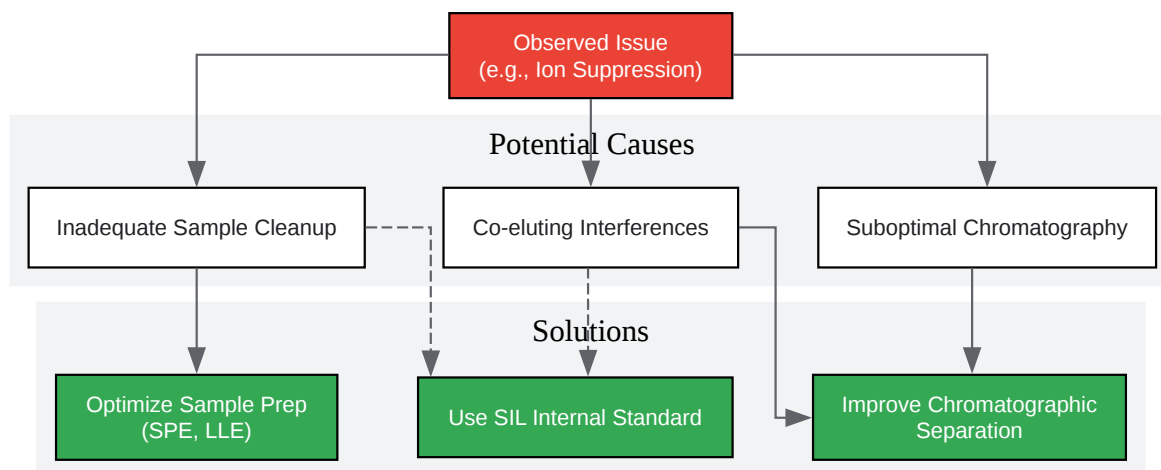 Observed Issue
(e.g., Ion Suppression)
Potential Causes
Inadequate Sample Cleanup
Co-eluting Interferences
Suboptimal Chromatography
Solutions
Optimize Sample Prep
(SPE, LLE)
Use SIL Internal Standard
Improve Chromatographic
Separation